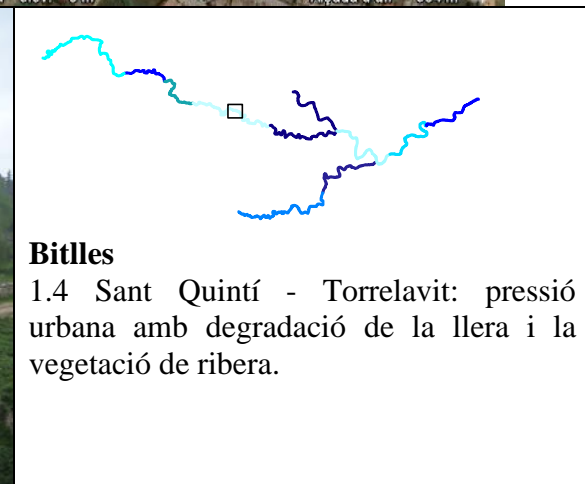 Bitlles
1.4 Sant Quintí - Torrelavit: pressió
urbana amb degradació de la llera i la
vegetació de ribera.